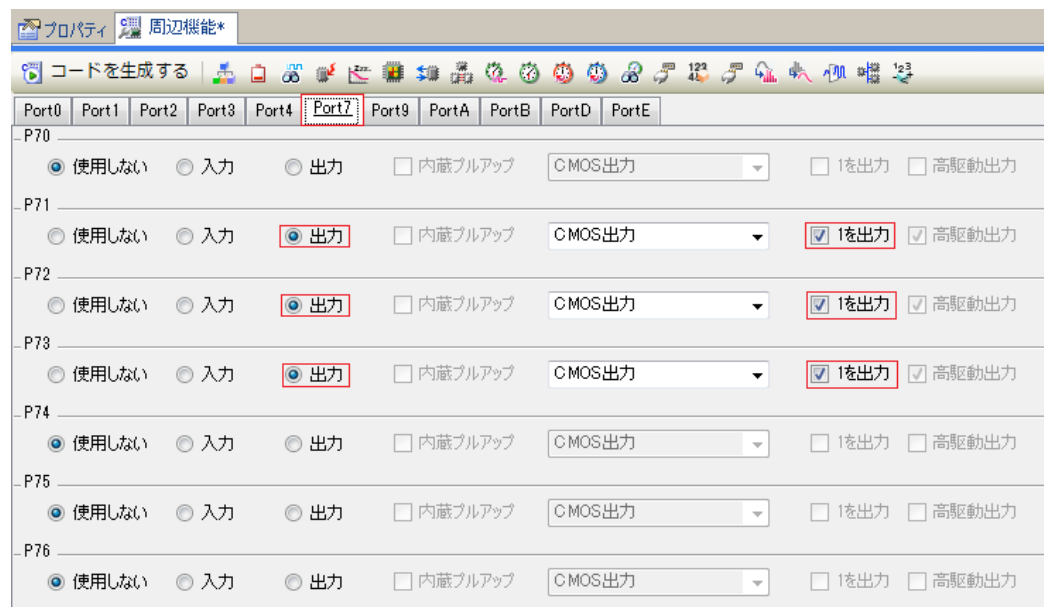 プロパティ 周辺機能*
コードを生成する
Port0 Port1 Port2 Port3 Port4 Port7 Port9 PortA PortB PortD PortE
P70
使用しない 入力 出力 内蔵プルアップ CMOS出力 1を出力 高駆動出力
P71
使用しない 入力 出力 内蔵プルアップ CMOS出力 1を出力 高駆動出力
P72
使用しない 入力 出力 内蔵プルアップ CMOS出力 1を出力 高駆動出力
P73
使用しない 入力 出力 内蔵プルアップ CMOS出力 1を出力 高駆動出力
P74
使用しない 入力 出力 内蔵プルアップ CMOS出力 1を出力 高駆動出力
P75
使用しない 入力 出力 内蔵プルアップ CMOS出力 1を出力 高駆動出力
P76
使用しない 入力 出力 内蔵プルアップ CMOS出力 1を出力 高駆動出力